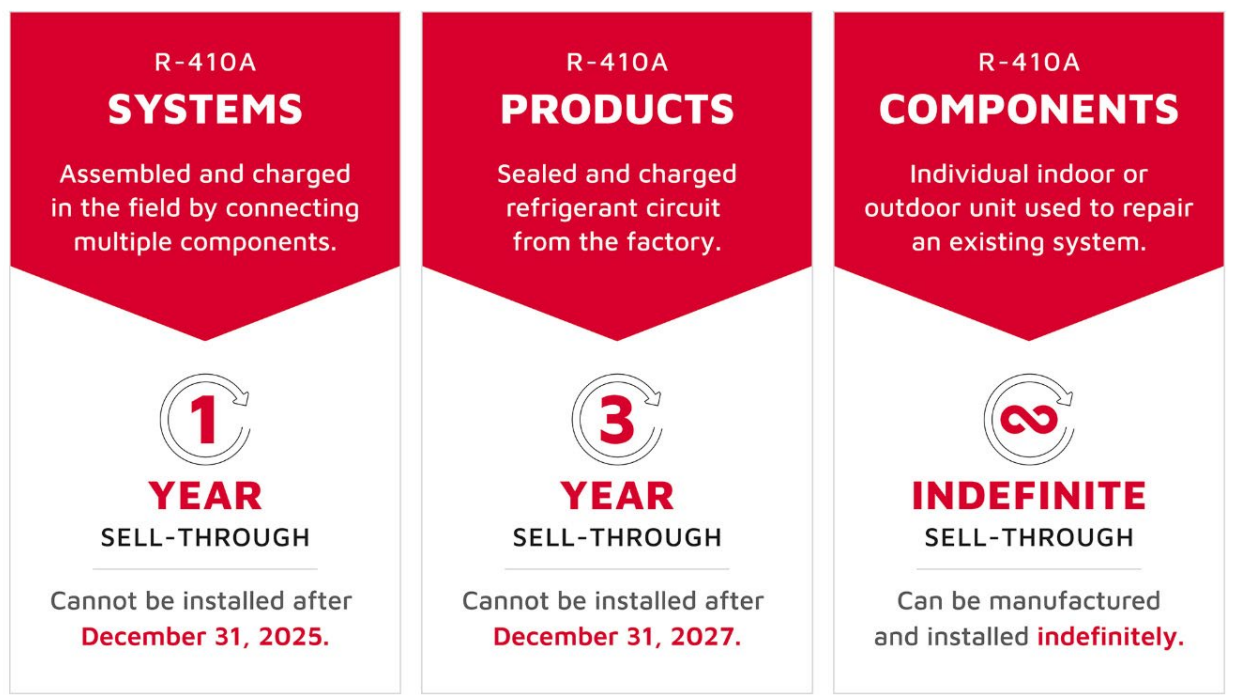 R-410A
SYSTEMS
Assembled and charged
in the field by connecting
multiple components.
1
YEAR
SELL-THROUGH
Cannot be installed after
December 31, 2025.
R-410A
PRODUCTS
Sealed and charged
refrigerant circuit
from the factory.
3
YEAR
SELL-THROUGH
Cannot be installed after
December 31, 2027.
R-410A
COMPONENTS
Individual indoor or
outdoor unit used to repair
an existing system.
∞
INDEFINITE
SELL-THROUGH
Can be manufactured
and installed indefinitely.